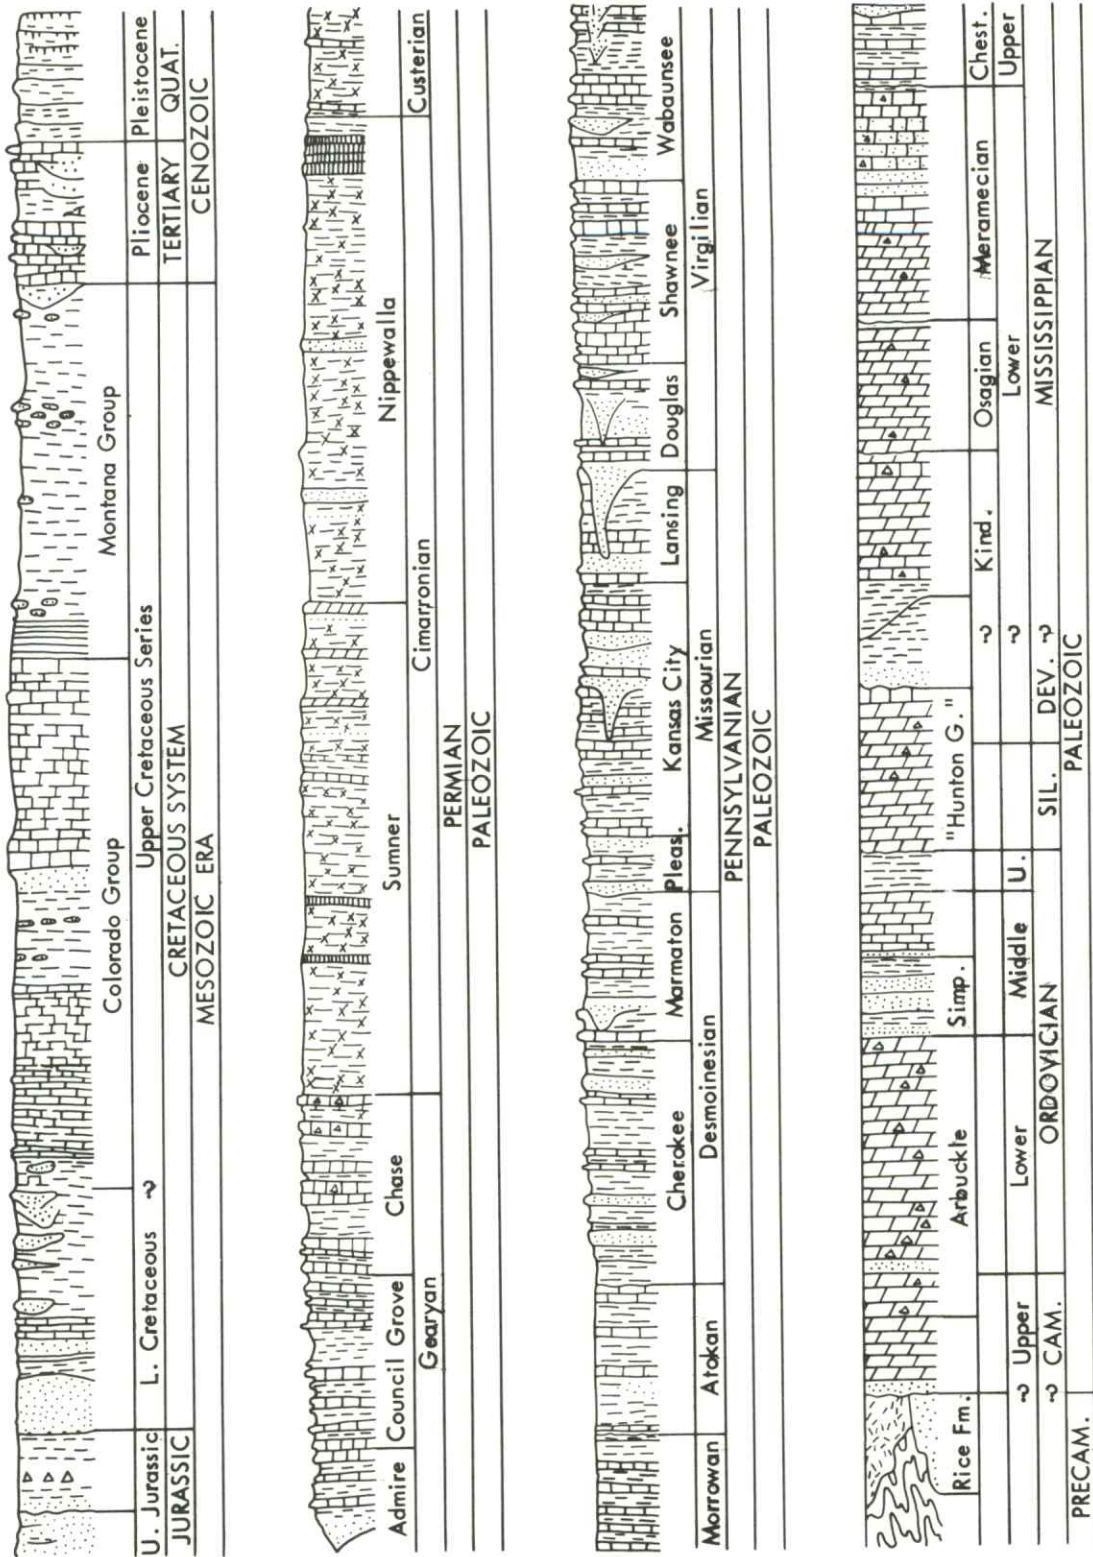 Pliocene Pleistocene
TERTIARY QUAT.
CENOZOIC
Montana Group
Colorado Group
L. Cretaceous -? Upper Cretaceous Series
CRETACEOUS SYSTEM
MESOZOIC ERA
U. Jurassic
JURASSIC
Admire Council Grove Chase Sumner Nippewalla
Gearyan Cimarronian Custerian
PERMIAN
PALEOZOIC
Cherokee Marmaton Pleas. Kansas City Lansing Douglas Shawnee Wabaunsee
Morrowan Atokan Desmoinesian Missourian Virgilian
PENNSYLVANIAN
PALEOZOIC
Rice Fm. Arbuckle Simp. "Hunton G." -? Kind. Osagian Meramecian Chest.
-? Upper Lower Middle U. -? Lower Upper
-? CAM. ORDOVICIAN SIL. DEV. -? MISSISSIPPIAN
PRECAM. PALEOZOIC